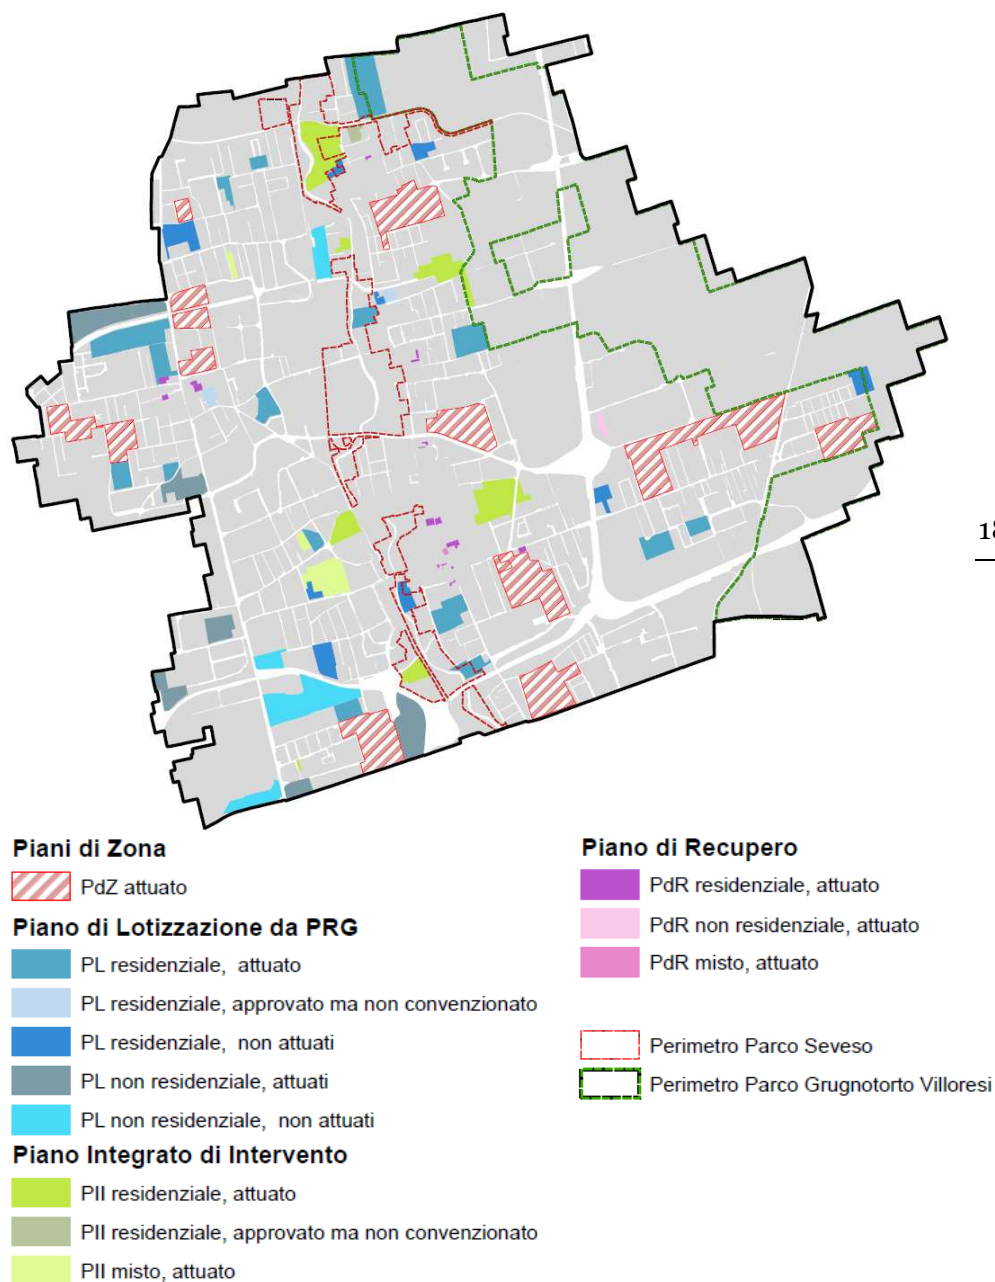 18
Piani di Zona
PdZ attuato
Piano di Lotizzazione da PRG
PL residenziale, attuato
PL residenziale, approvato ma non convenzionato
PL residenziale, non attuati
PL non residenziale, attuati
PL non residenziale, non attuati
Piano Integrato di Intervento
PII residenziale, attuato
PII residenziale, approvato ma non convenzionato
PII misto, attuato
Piano di Recupero
PdR residenziale, attuato
PdR non residenziale, attuato
PdR misto, attuato
Perimetro Parco Seveso
Perimetro Parco Grugnotorto Villoresi